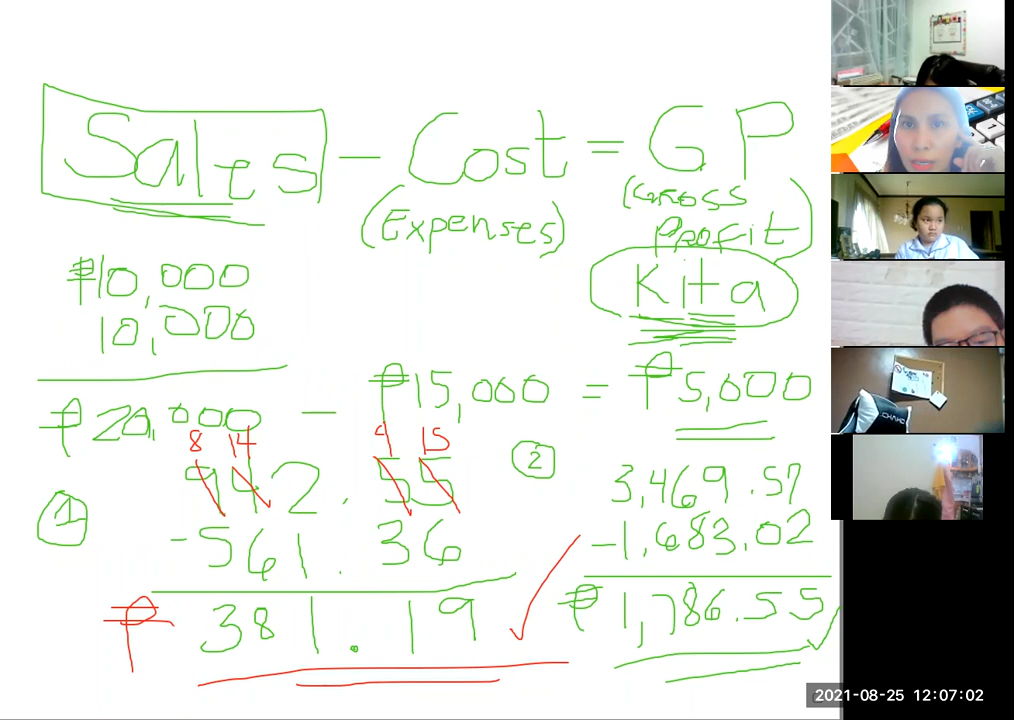 Sales - Cost = GP
(Expenses)
(Gross
Profit)
Kita
₱10,000
10,000
₱20,000 - ₱15,000 = ₱5,000
8 14 4 15
1
942.55
-561.36
₱381.19
2
3,469.57
-1,683.02
₱1,786.55
2021-08-25 12:07:02